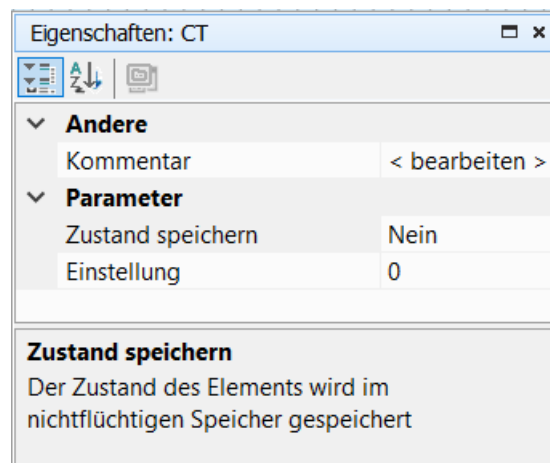 Eigenschaften: CT
Andere
Kommentar < bearbeiten >
Parameter
Zustand speichern Nein
Einstellung 0
Zustand speichern
Der Zustand des Elements wird im
nichtflüchtigen Speicher gespeichert